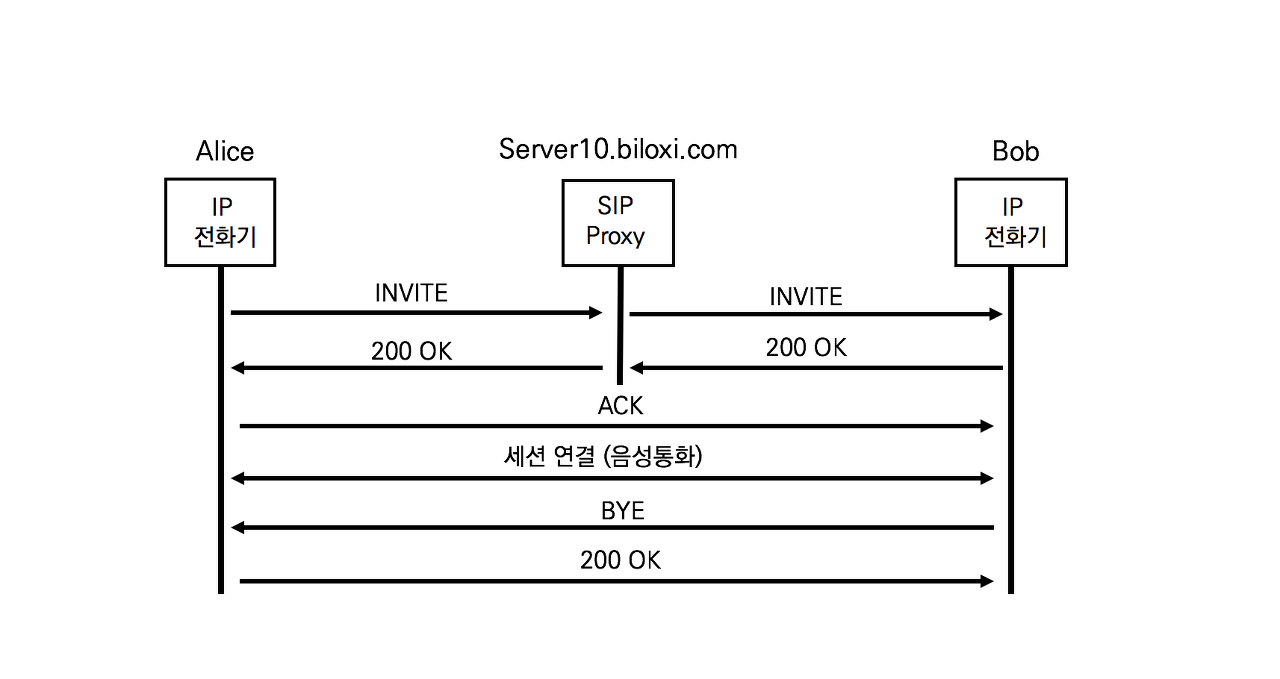 Alice
Server10.biloxi.com
Bob
IP
전화기
SIP
Proxy
IP
전화기
INVITE
INVITE
200 OK
200 OK
ACK
세션 연결 (음성통화)
BYE
200 OK